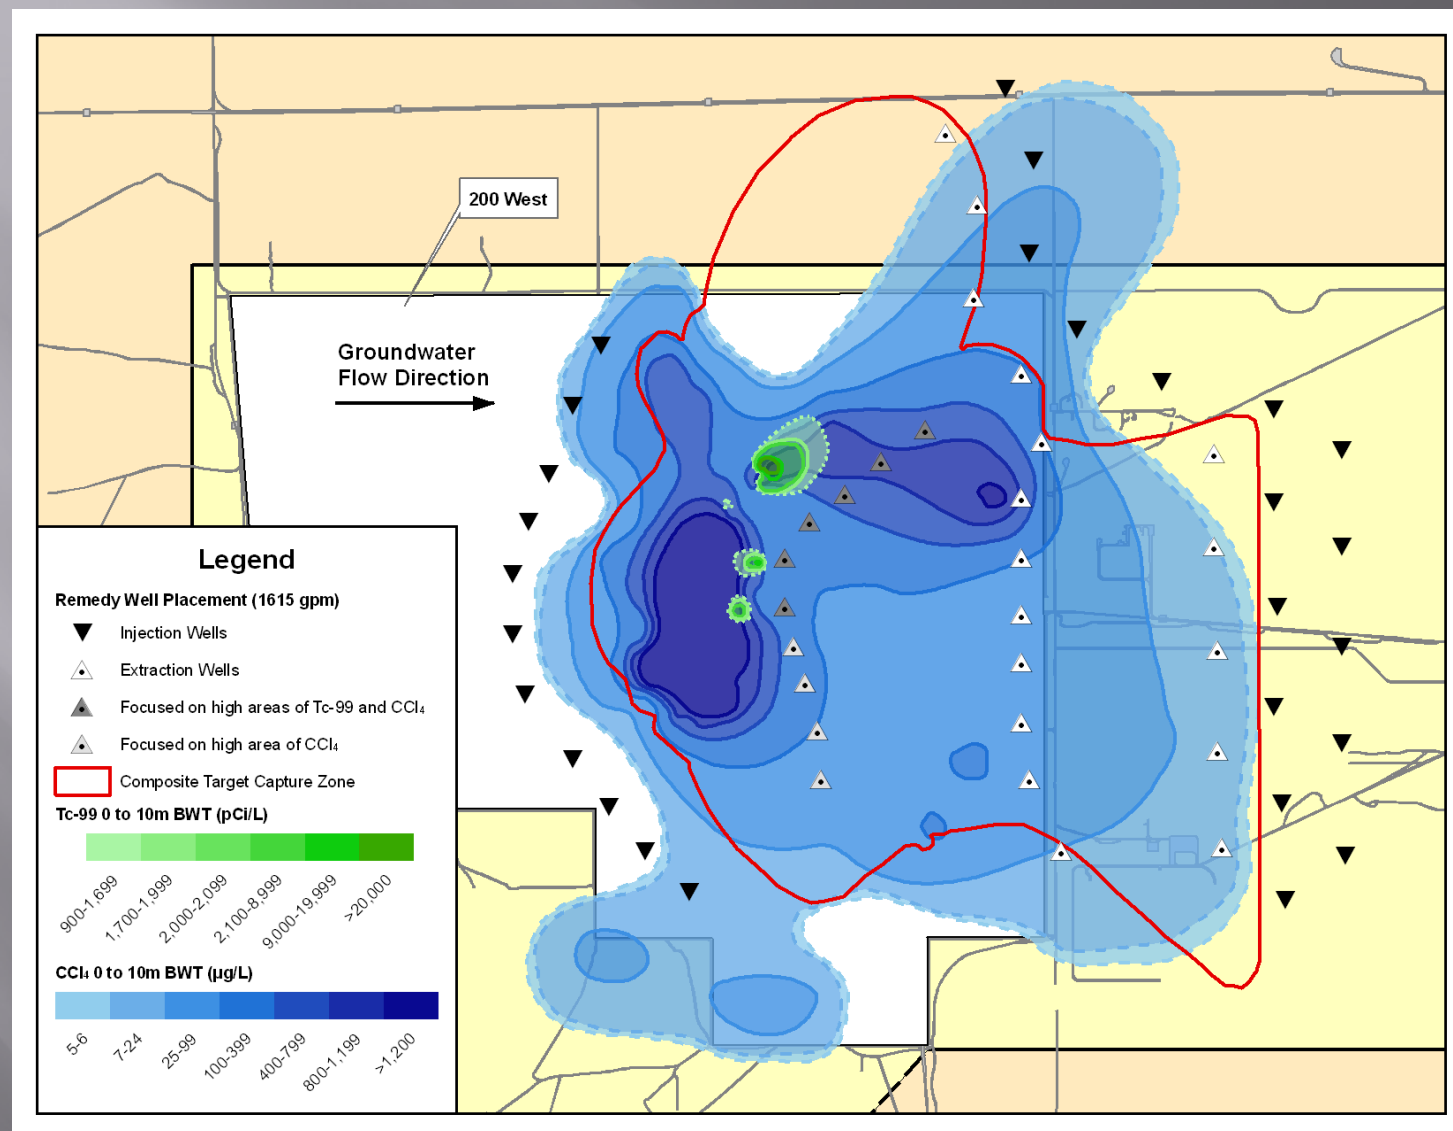 200 West
Groundwater
Flow Direction
Legend
Remedy Well Placement (1615 gpm)
Injection Wells
Extraction Wells
Focused on high areas of Tc-99 and CCl₄
Focused on high area of CCl₄
Composite Target Capture Zone
Tc-99 0 to 10m BWT (pCi/L)
900-1,699
1,700-1,999
2,000-2,099
2,100-8,999
9,000-19,999
>20,000
CCl₄ 0 to 10m BWT (µg/L)
5-6
7-24
25-99
100-399
400-799
800-1,199
>1,200